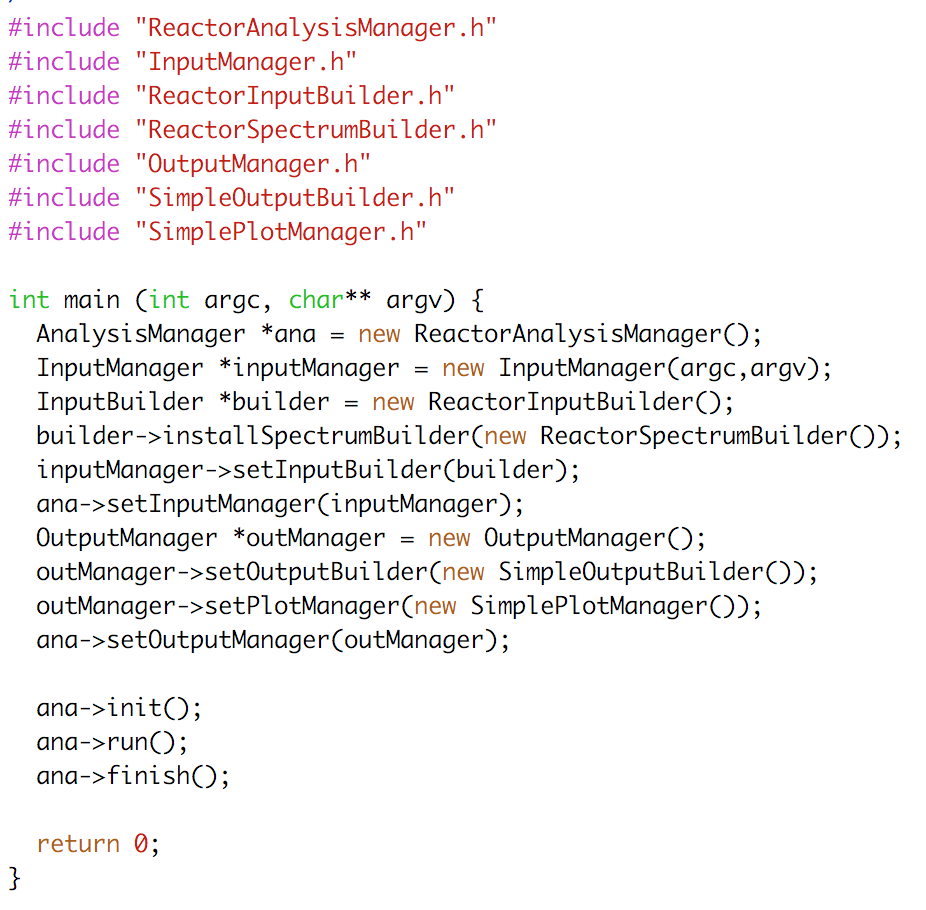 #include "ReactorAnalysisManager.h"
#include "InputManager.h"
#include "ReactorInputBuilder.h"
#include "ReactorSpectrumBuilder.h"
#include "OutputManager.h"
#include "SimpleOutputBuilder.h"
#include "SimplePlotManager.h"

int main (int argc, char** argv) {
  AnalysisManager *ana = new ReactorAnalysisManager();
  InputManager *inputManager = new InputManager(argc,argv);
  InputBuilder *builder = new ReactorInputBuilder();
  builder->installSpectrumBuilder(new ReactorSpectrumBuilder());
  inputManager->setInputBuilder(builder);
  ana->setInputManager(inputManager);
  OutputManager *outManager = new OutputManager();
  outManager->setOutputBuilder(new SimpleOutputBuilder());
  outManager->setPlotManager(new SimplePlotManager());
  ana->setOutputManager(outManager);

  ana->init();
  ana->run();
  ana->finish();

  return 0;
}